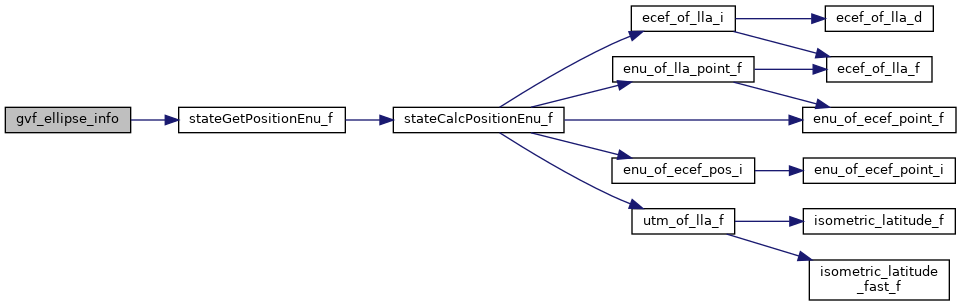 gvf_ellipse_info
stateGetPositionEnu_f
stateCalcPositionEnu_f
ecef_of_lla_i
enu_of_lla_point_f
enu_of_ecef_pos_i
utm_of_lla_f
ecef_of_lla_d
ecef_of_lla_f
enu_of_ecef_point_f
enu_of_ecef_point_i
isometric_latitude_f
isometric_latitude
_fast_f